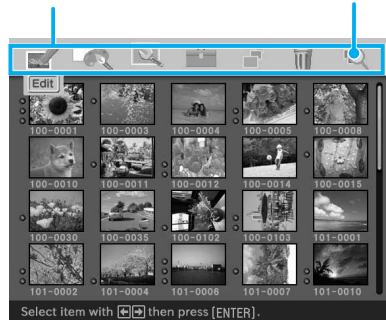 Edit
100-0001 100-0003 100-0004 100-0005 100-0008
100-0010 100-0011 100-0012 100-0014 100-0015
100-0030 100-0035 100-0102 100-0103 101-0001
101-0002 101-0004 101-0006 101-0007 101-0010
Select item with ←→ then press [ENTER].